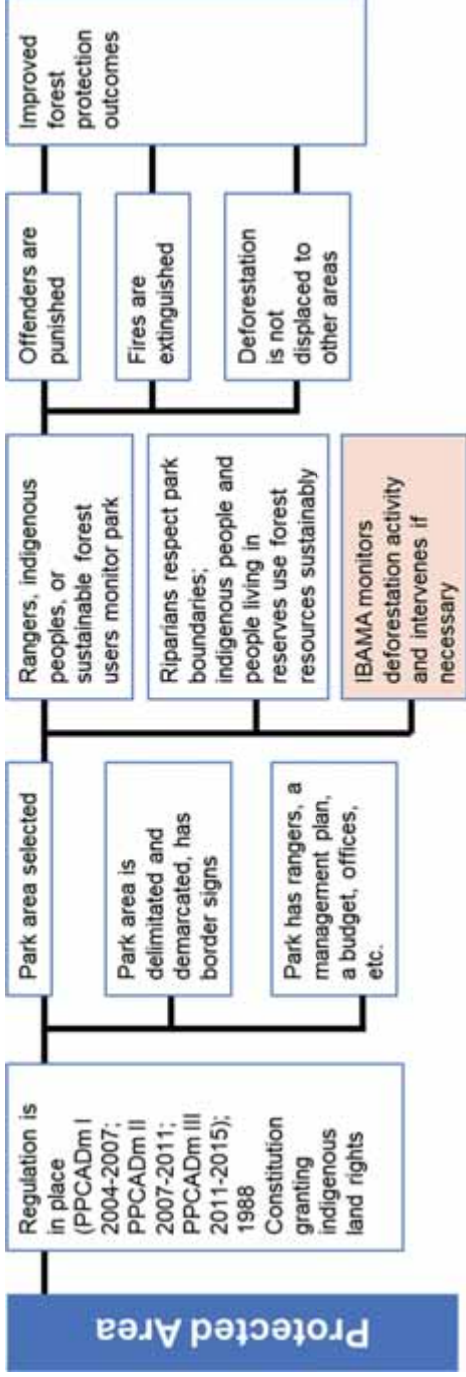 Protected Area
Regulation is
in place
(PPCADm I
2004-2007;
PPCADm II
2007-2011;
PPCADm III
2011-2015);
1988
Constitution
granting
indigenous
land rights
Park area selected
Park area is
delimitated and
demarcated, has
border signs
Park has rangers, a
management plan,
a budget, offices,
etc.
Rangers, indigenous
peoples, or
sustainable forest
users monitor park
Riparians respect park
boundaries;
indigenous people and
people living in
reserves use forest
resources sustainably
IBAMA monitors
deforestation activity
and intervenes if
necessary
Offenders are
punished
Fires are
extinguished
Deforestation
is not
displaced to
other areas
Improved
forest
protection
outcomes